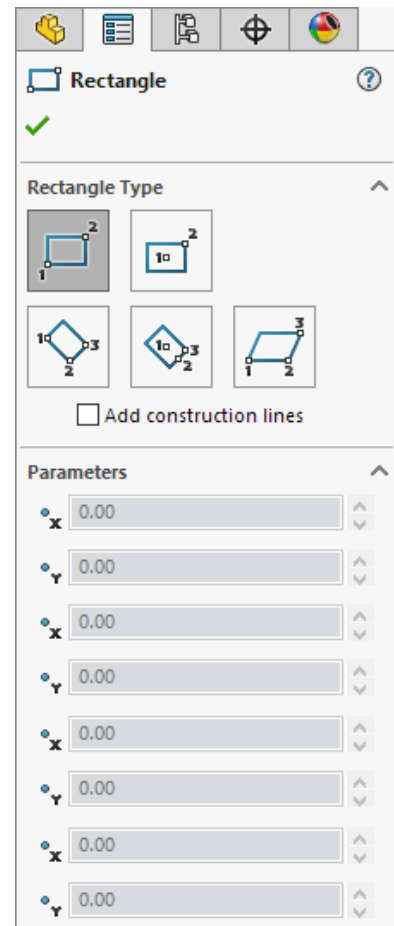 Rectangle
?
Rectangle Type
2
1
2
1
1
3
2
1
3
2
3
1
2
Add construction lines
Parameters
X 0.00
Y 0.00
X 0.00
Y 0.00
X 0.00
Y 0.00
X 0.00
Y 0.00